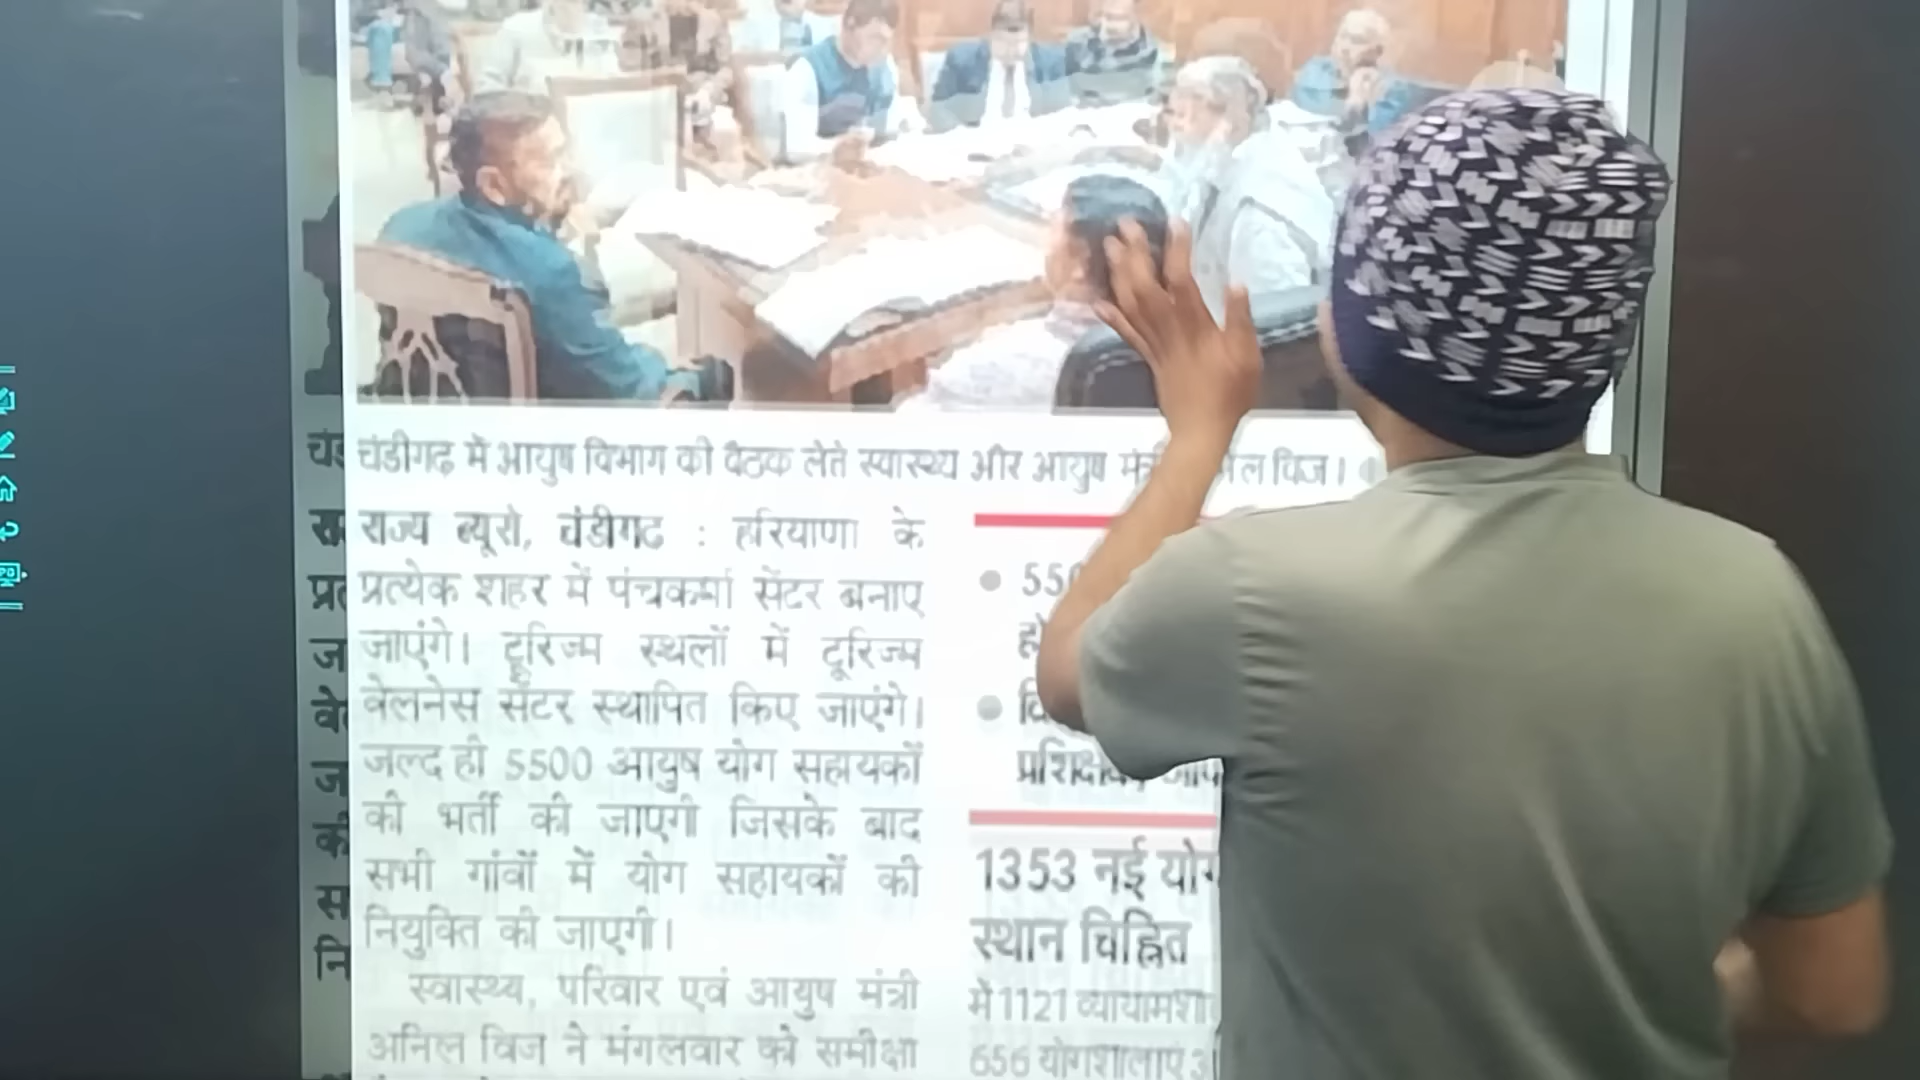 चंडीगढ़ में आयुष विभाग की बैठक लेते स्वास्थ्य और आयुष विज।
राज्य ब्यूरो, चंडीगढ : हरियाणा के
प्रत्येक शहर में पंचकर्मा सेंटर बनाए
जाएंगे। टूरिज्म स्थलों में टूरिज्म
वेलनेस सेंटर स्थापित किए जाएंगे।
जल्द ही 5500 आयुष योग सहायकों
की भर्ती की जाएगी जिसके बाद
सभी गांवों में योग सहायकों की
नियुक्ति की जाएगी।
स्वास्थ्य, परिवार एवं आयुष मंत्री
अनिल विज ने मंगलवार को समीक्षा
1353 नई
स्थान चिह्नित
में 1121
656 योगशालाएं